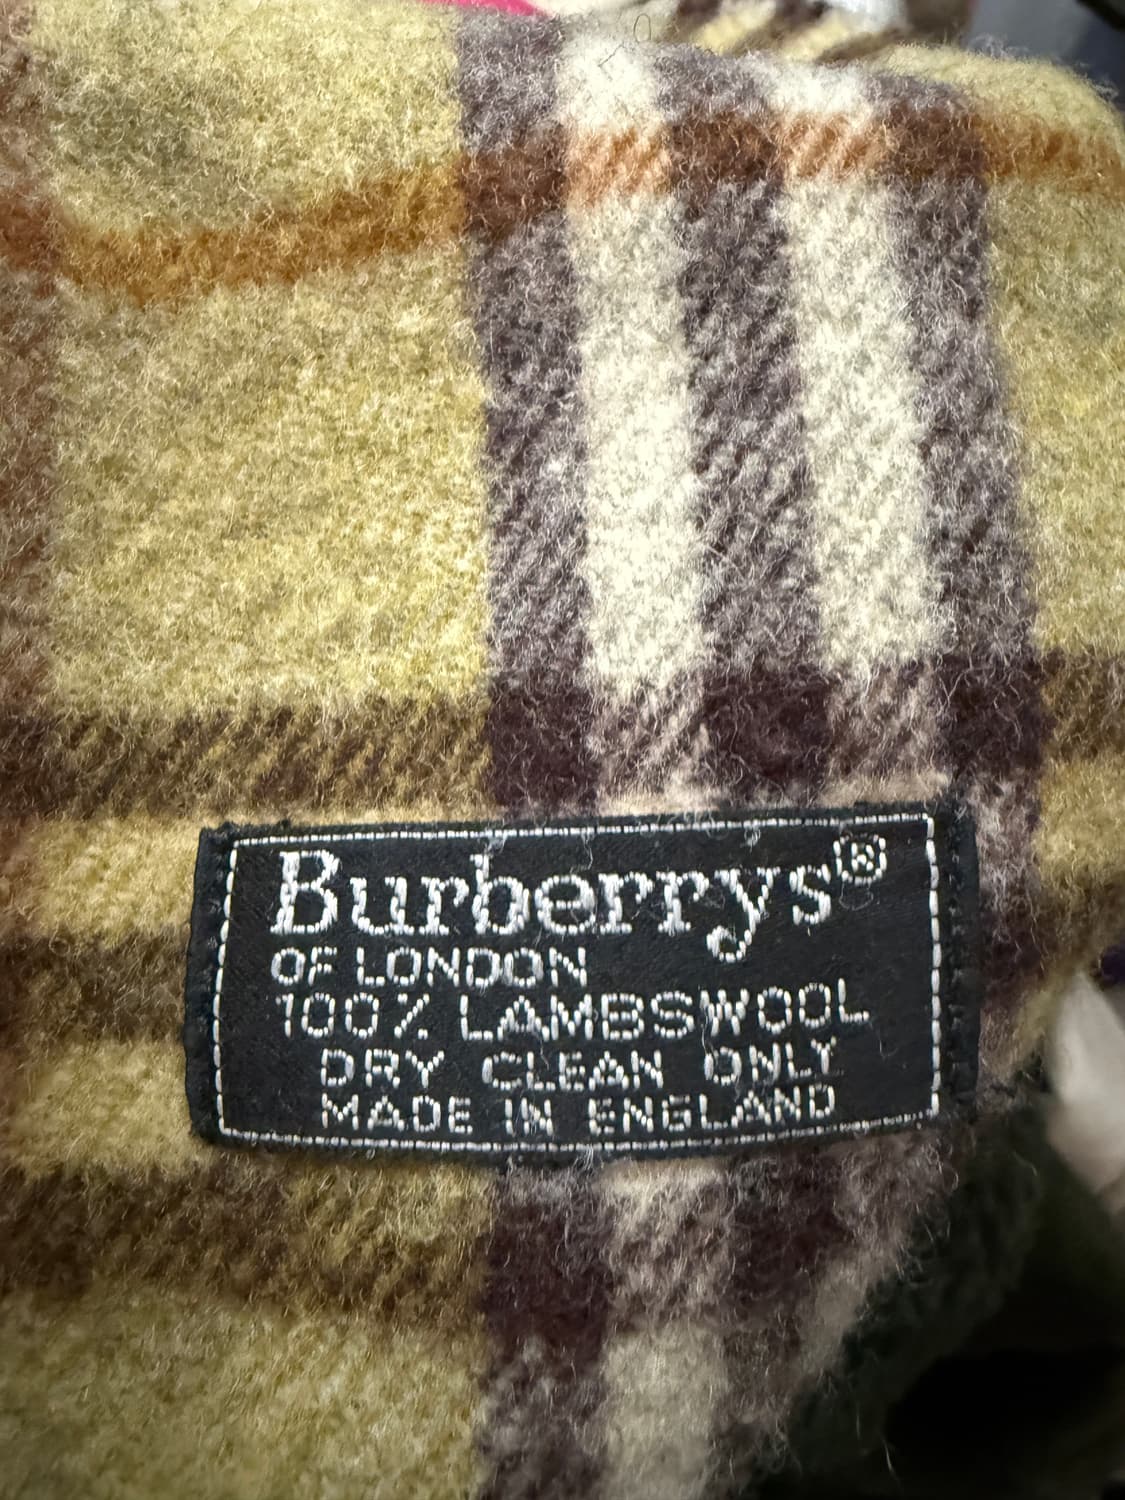 Burberrys®
OF LONDON
100% LAMBSWOOL
DRY CLEAN ONLY
MADE IN ENGLAND